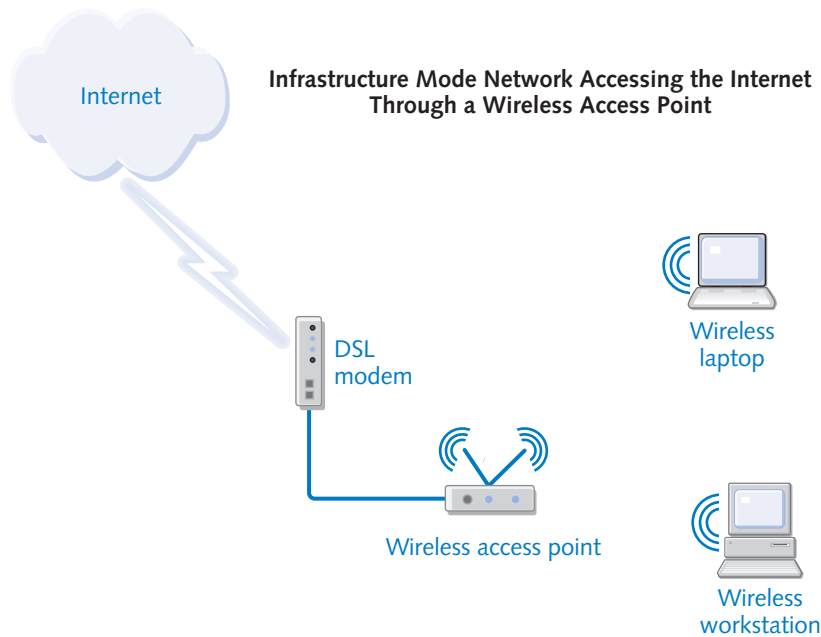 Infrastructure Mode Network Accessing the Internet
Through a Wireless Access Point
Internet
DSL
modem
Wireless access point
Wireless
laptop
Wireless
workstation